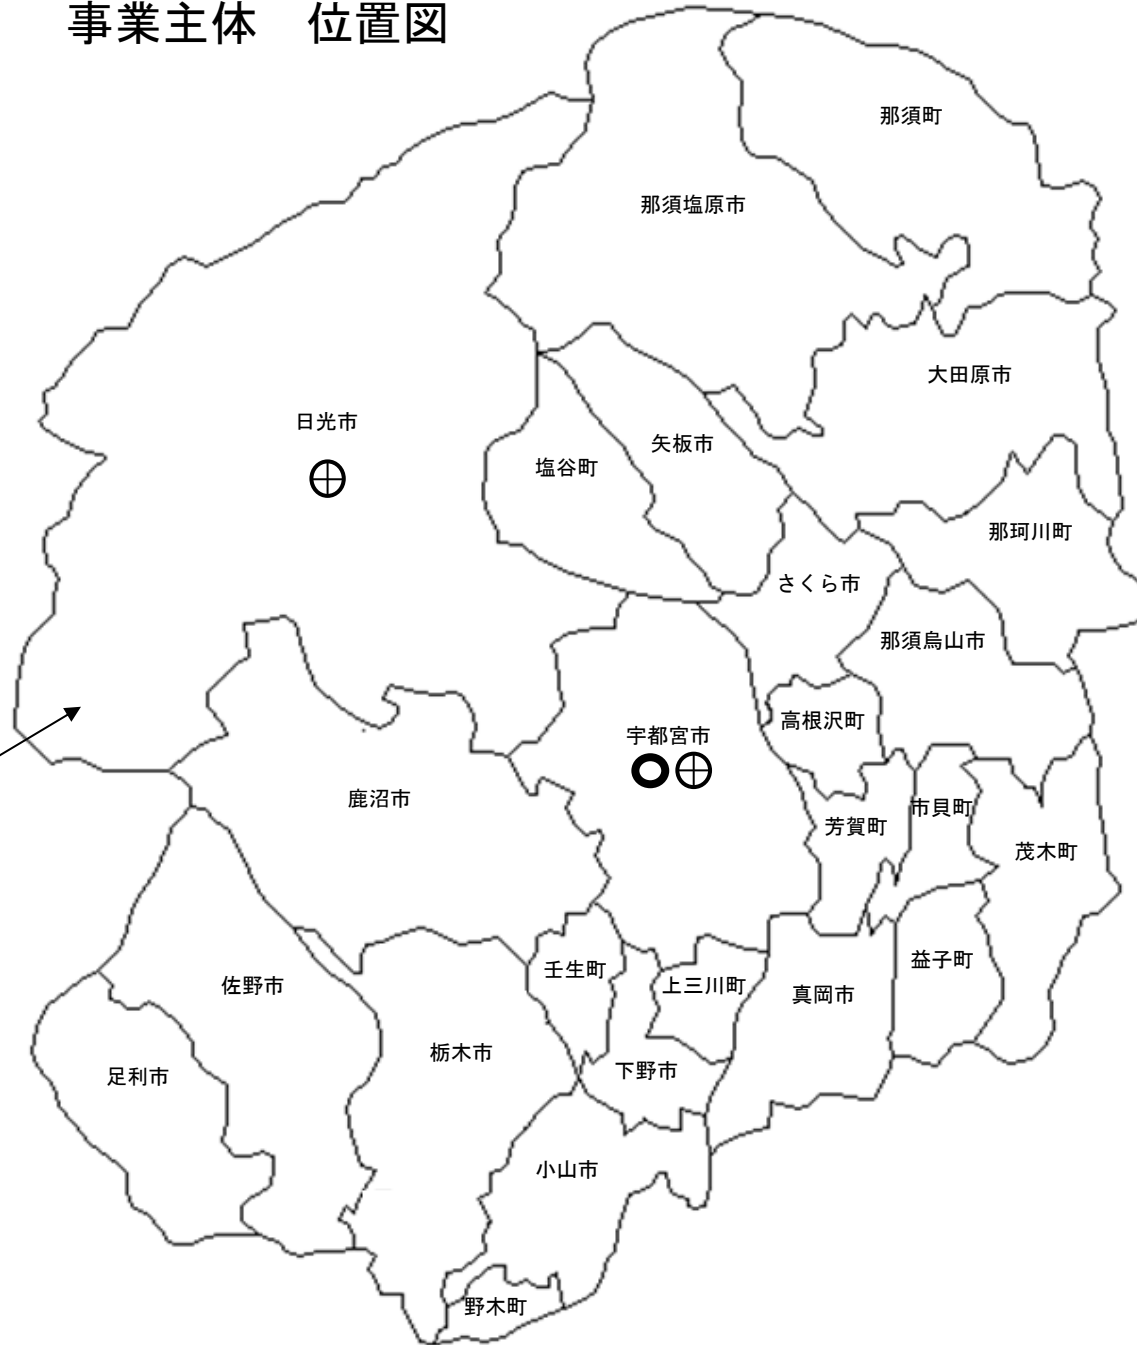 事業主体　位置図
那須町
那須塩原市
大田原市
日光市
矢板市
塩谷町
那珂川町
さくら市
那須烏山市
高根沢町
宇都宮市
鹿沼市
市貝町
芳賀町
茂木町
益子町
壬生町
佐野市
上三川町
真岡市
栃木市
下野市
足利市
小山市
野木町